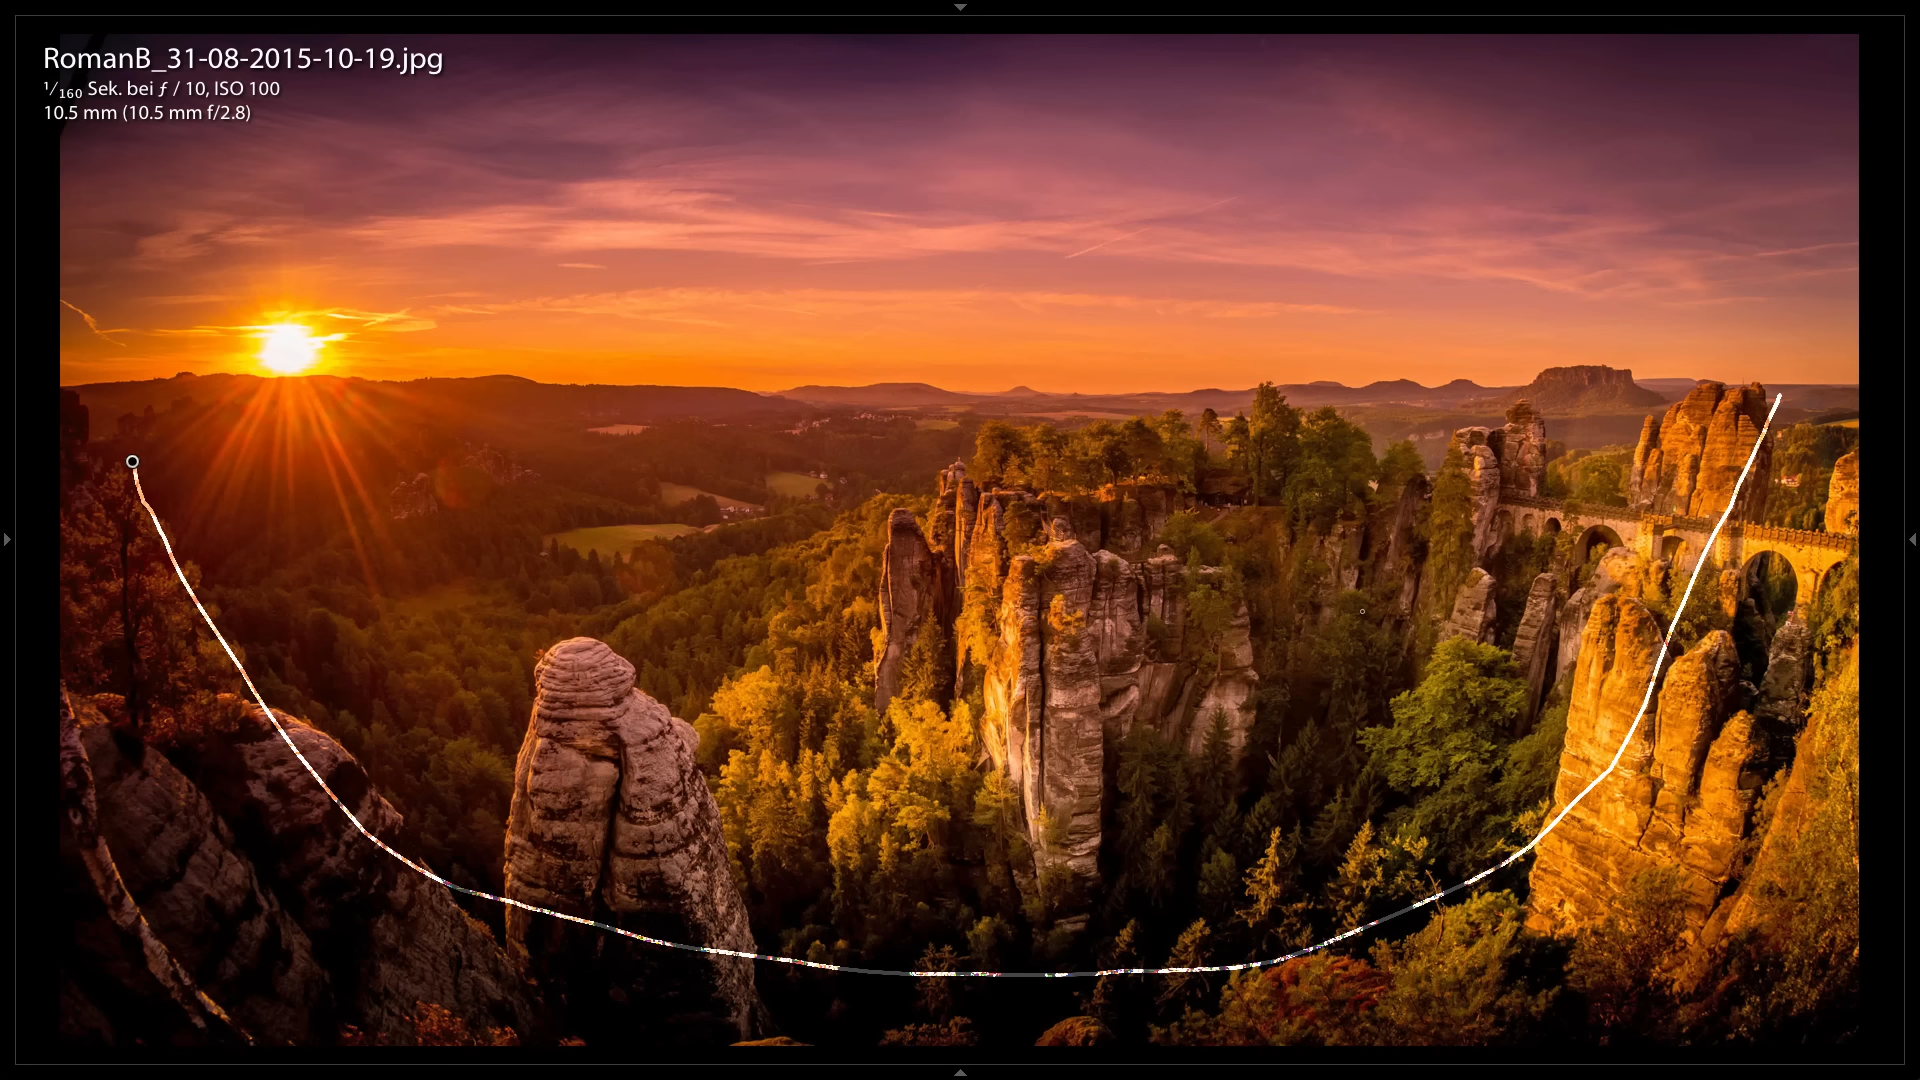 RomanB_31-08-2015-10-19.jpg
1/160 Sek. bei ƒ / 10, ISO 100
10.5 mm (10.5 mm f/2.8)